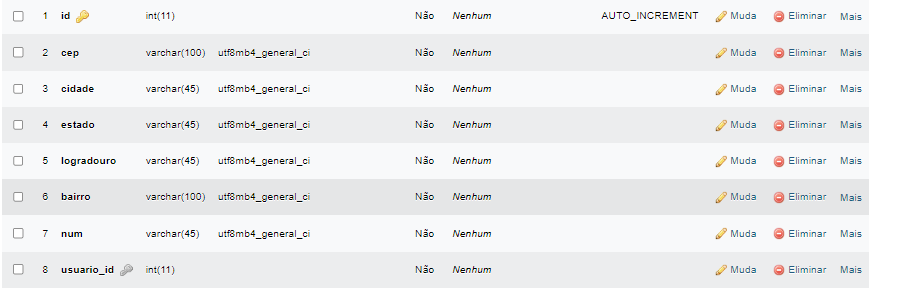 1 id int(11) Não Nenhum AUTO_INCREMENT Muda Eliminar Mais
2 cep varchar(100) utf8mb4_general_ci Não Nenhum Muda Eliminar Mais
3 cidade varchar(45) utf8mb4_general_ci Não Nenhum Muda Eliminar Mais
4 estado varchar(45) utf8mb4_general_ci Não Nenhum Muda Eliminar Mais
5 logradouro varchar(45) utf8mb4_general_ci Não Nenhum Muda Eliminar Mais
6 bairro varchar(100) utf8mb4_general_ci Não Nenhum Muda Eliminar Mais
7 num varchar(45) utf8mb4_general_ci Não Nenhum Muda Eliminar Mais
8 usuario_id int(11) Não Nenhum Muda Eliminar Mais